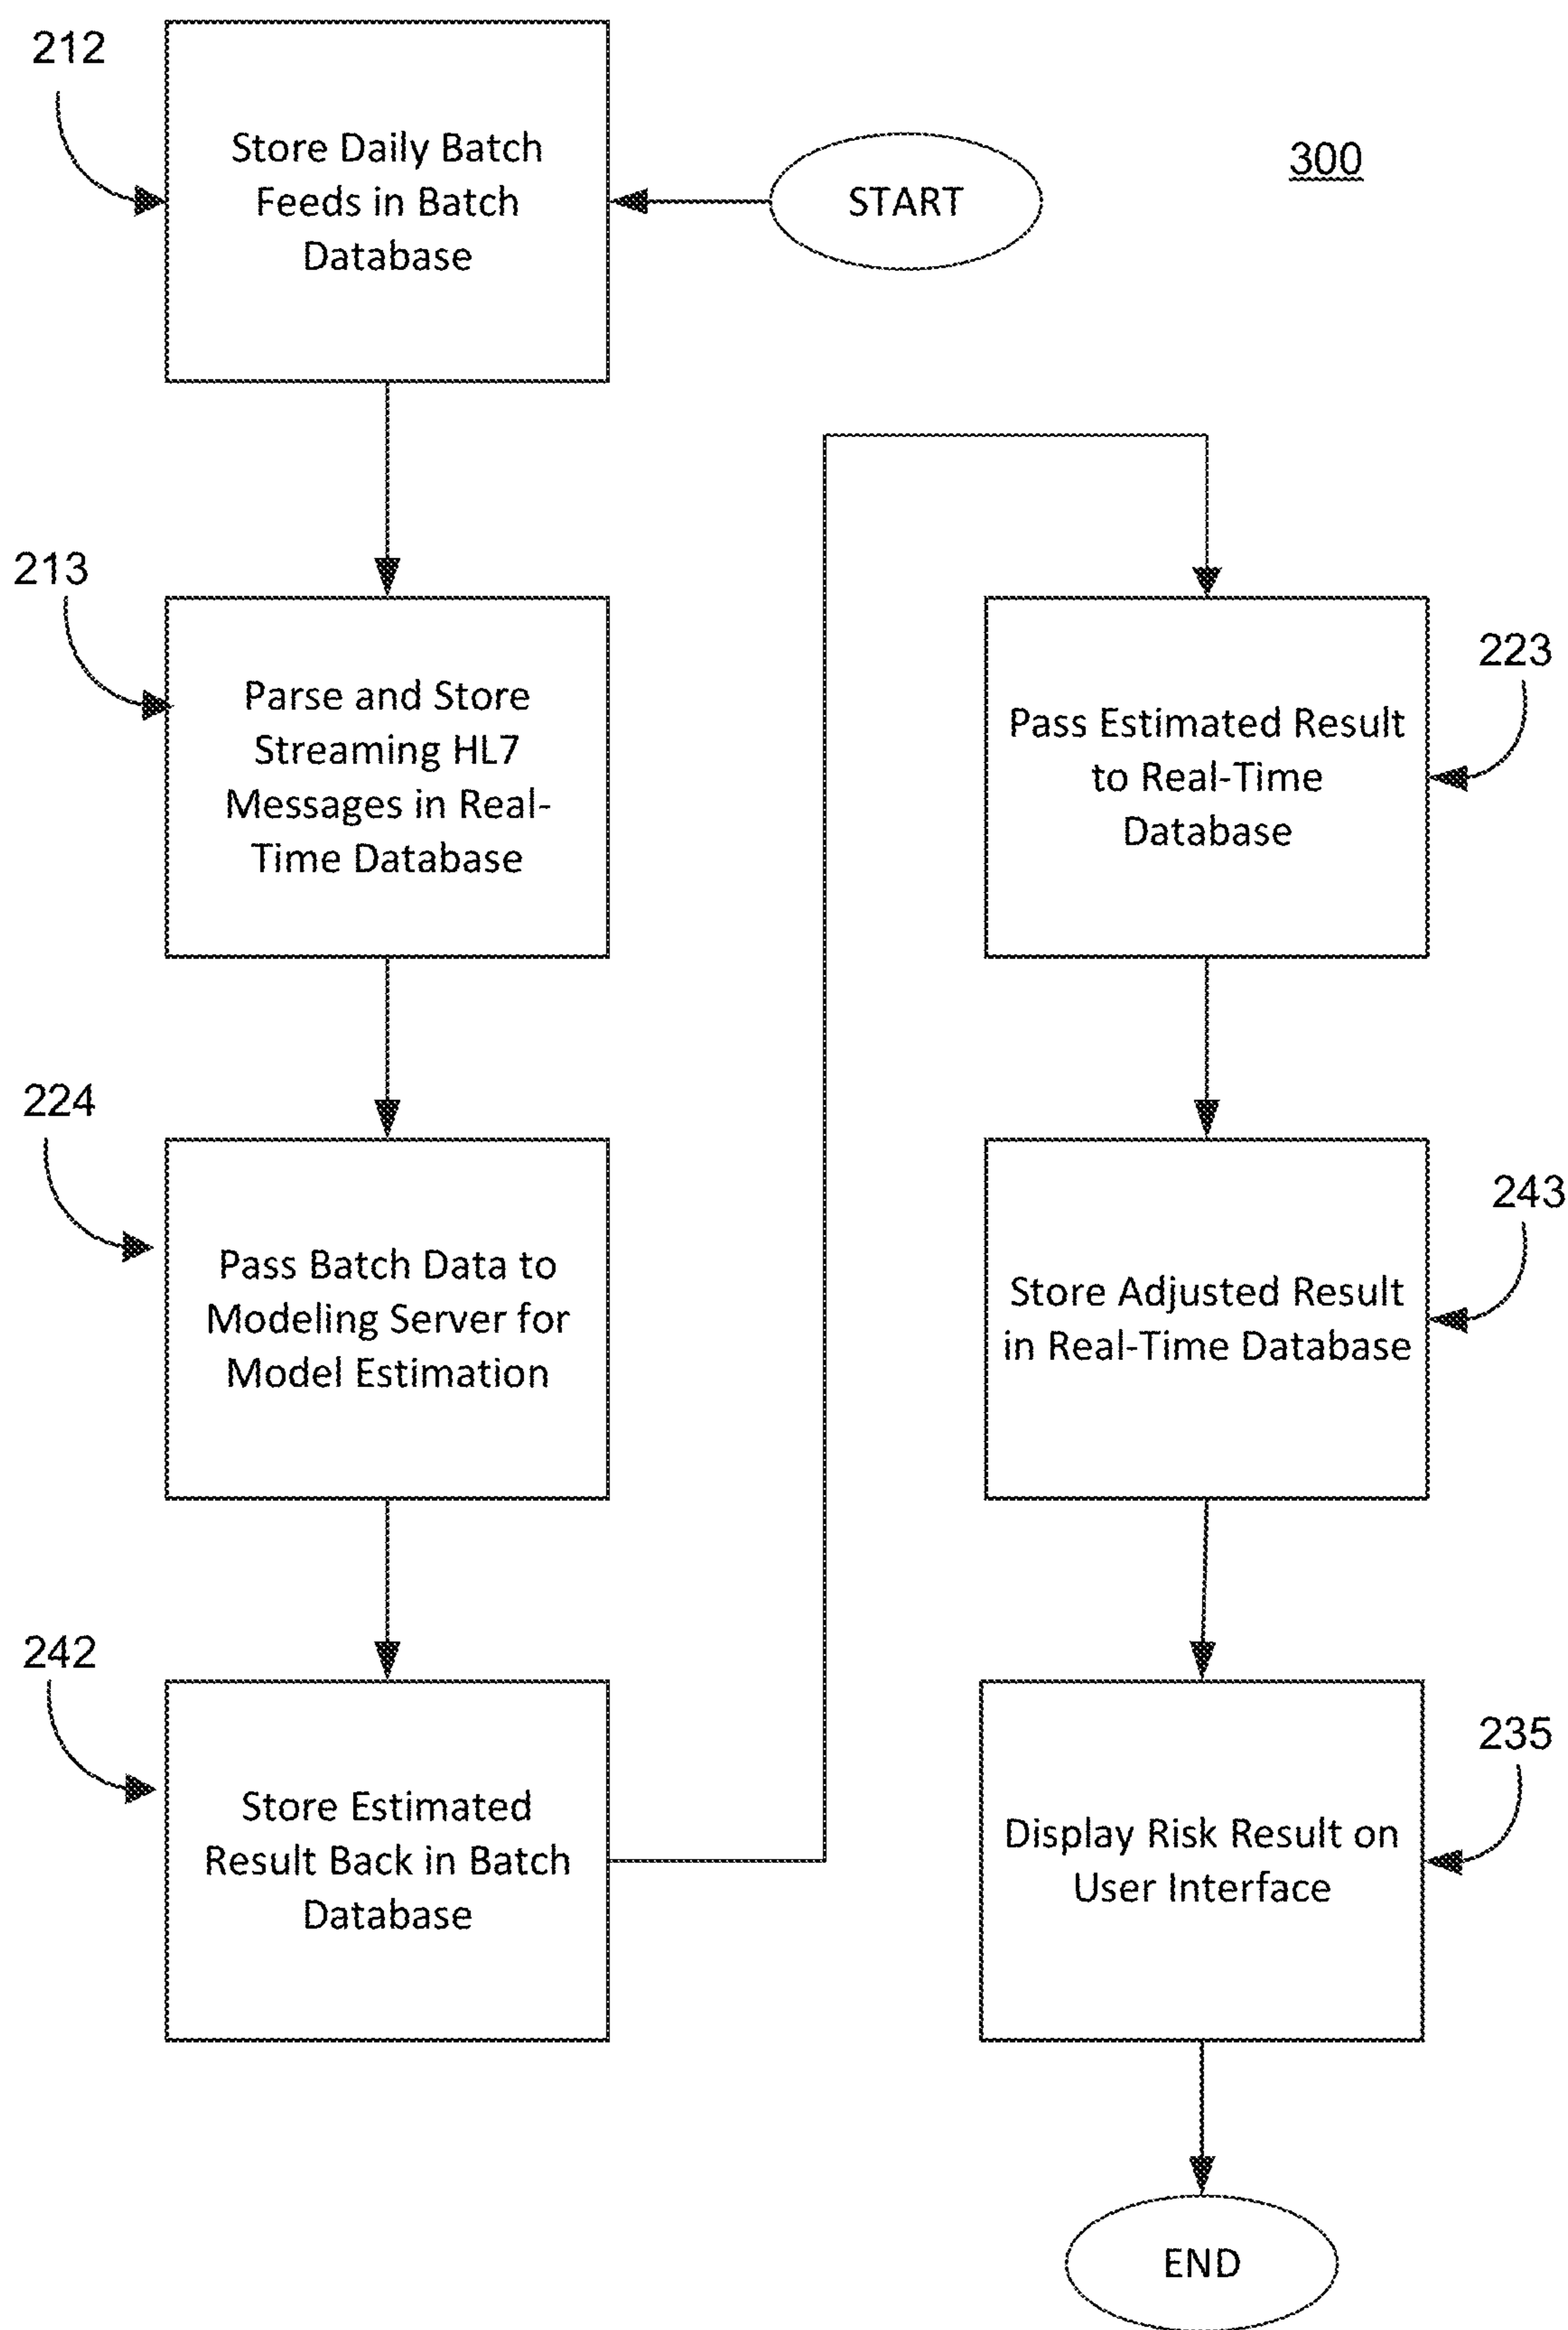 212
Store Daily Batch
Feeds in Batch
Database
START
300
213
Parse and Store
Streaming HL7
Messages in Real-
Time Database
224
Pass Batch Data to
Modeling Server for
Model Estimation
242
Store Estimated
Result Back in Batch
Database
223
Pass Estimated Result
to Real-Time
Database
243
Store Adjusted Result
in Real-Time Database
235
Display Risk Result on
User Interface
END